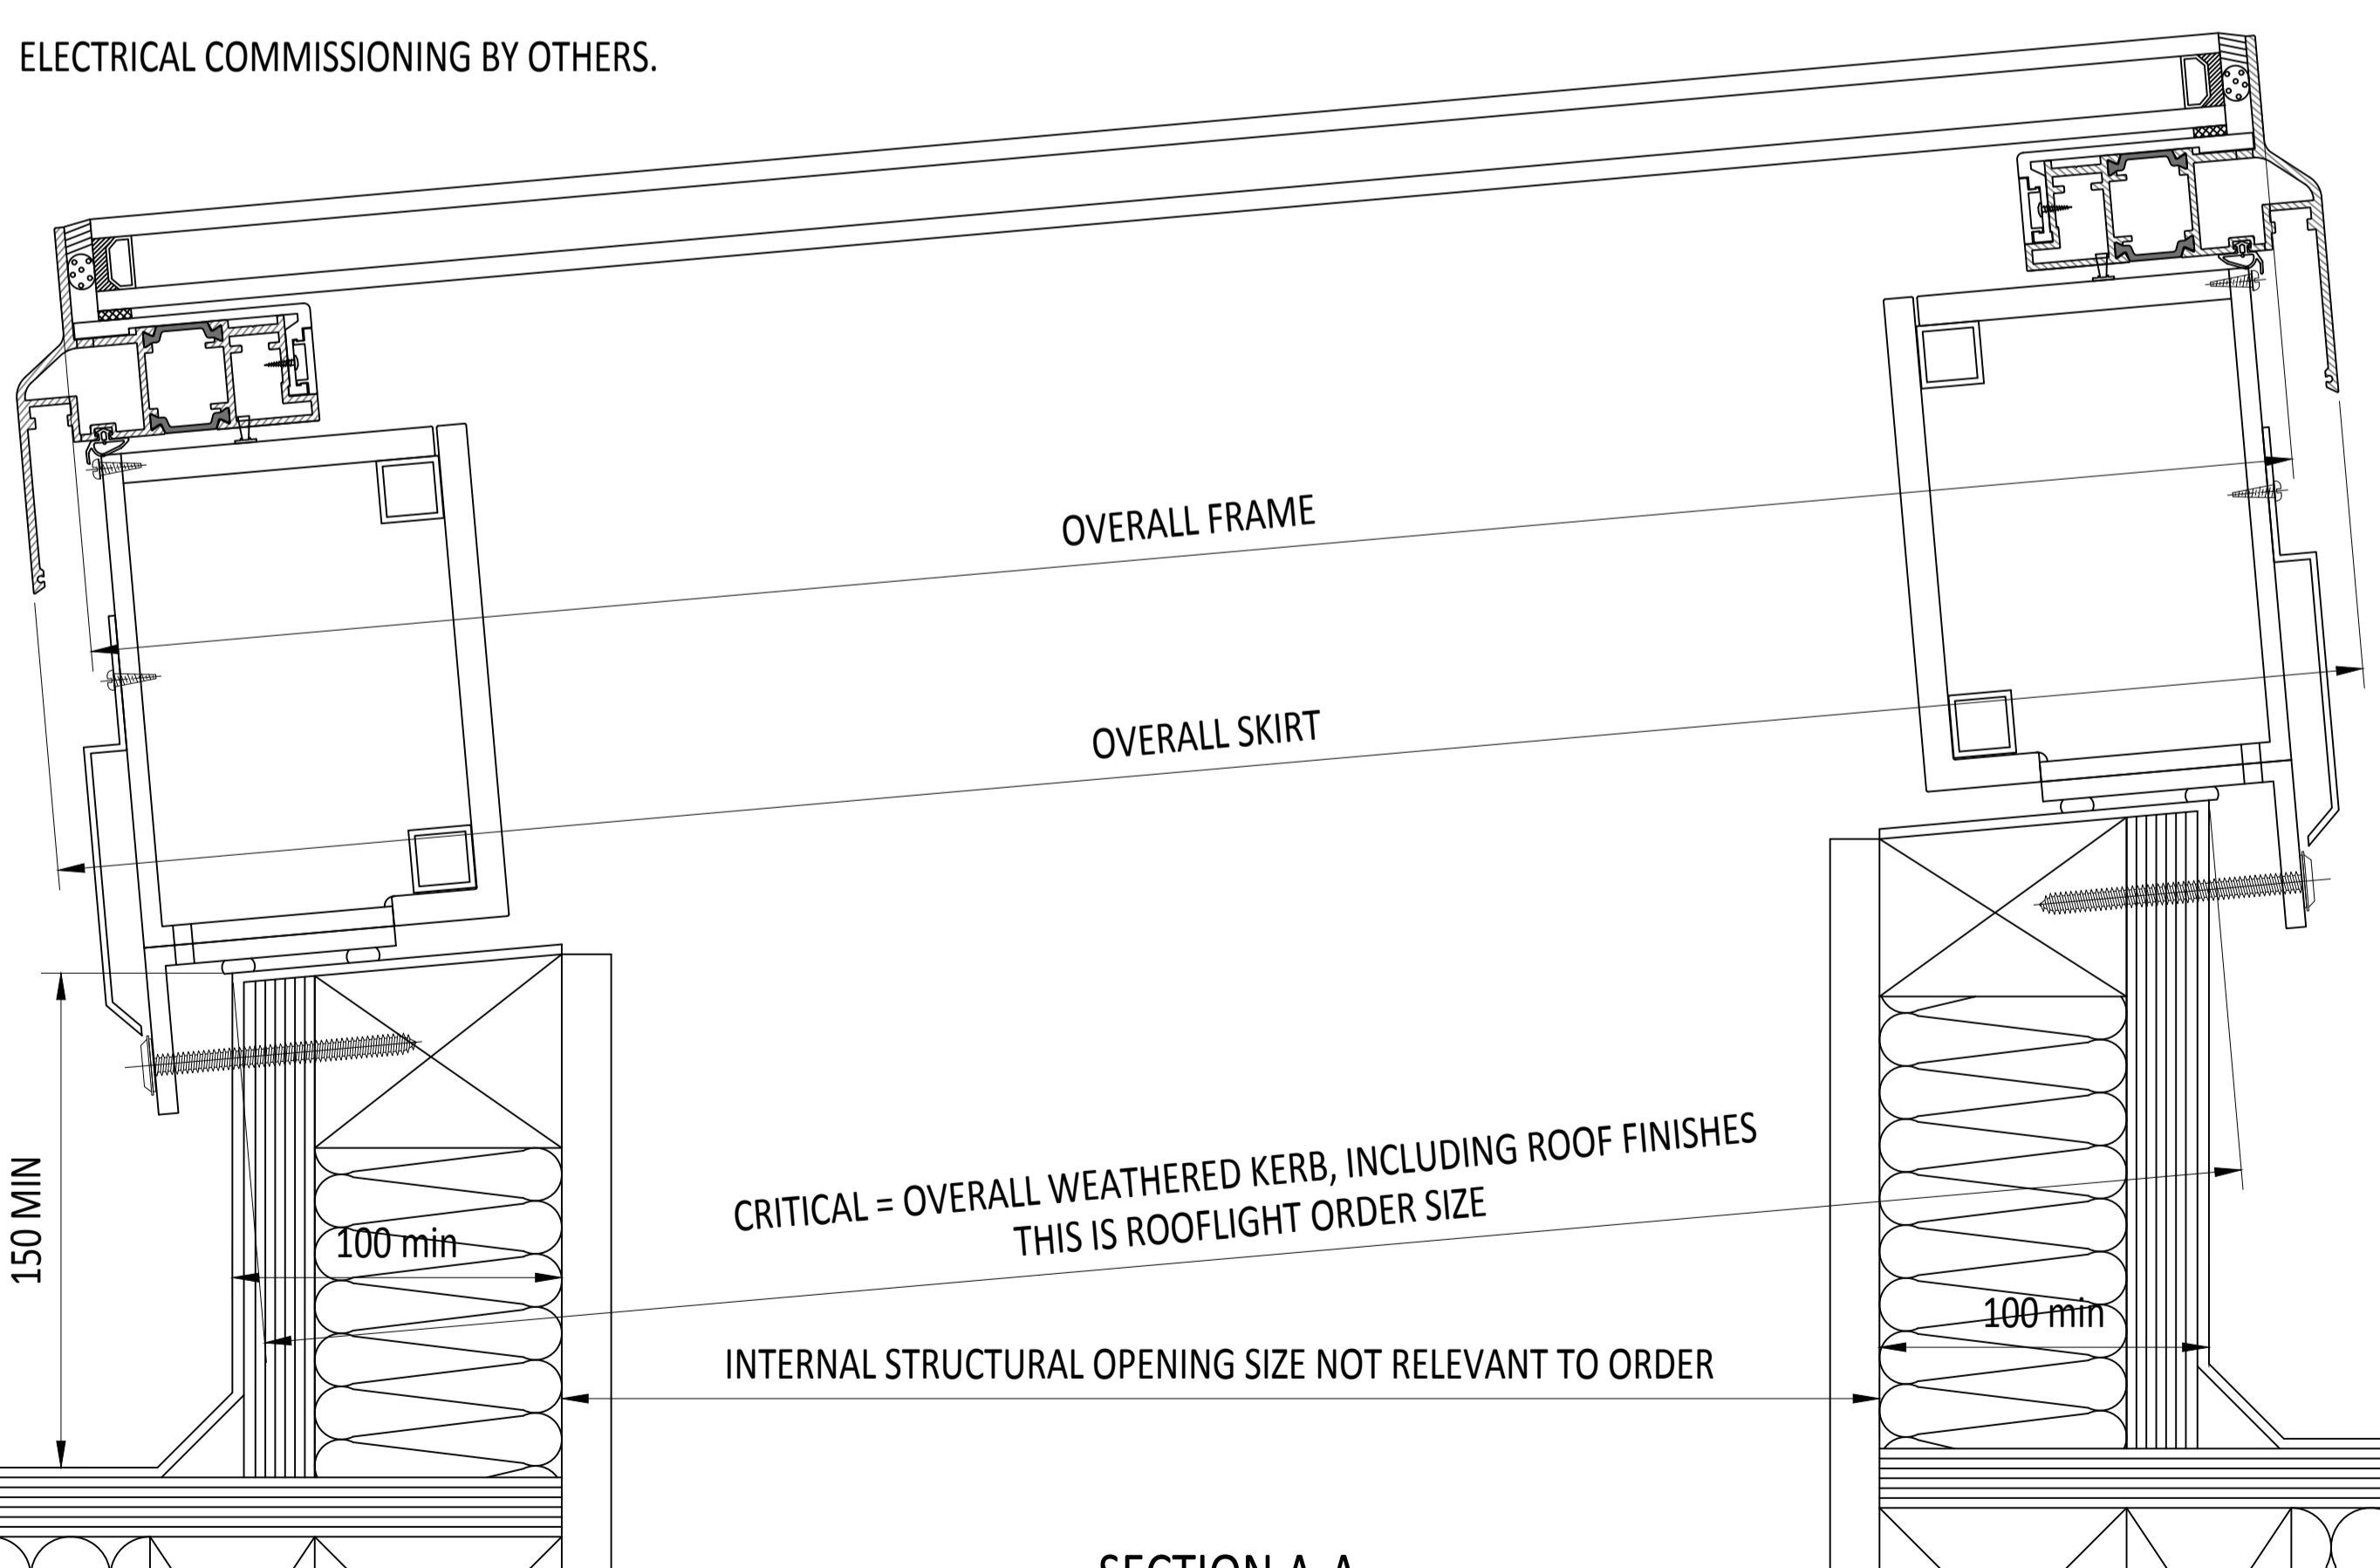 ELECTRICAL COMMISSIONING BY OTHERS.
OVERALL FRAME
OVERALL SKIRT
CRITICAL = OVERALL WEATHERED KERB, INCLUDING ROOF FINISHES
THIS IS ROOFLIGHT ORDER SIZE
150 MIN
100 min
100 min
INTERNAL STRUCTURAL OPENING SIZE NOT RELEVANT TO ORDER
SECTION A-A